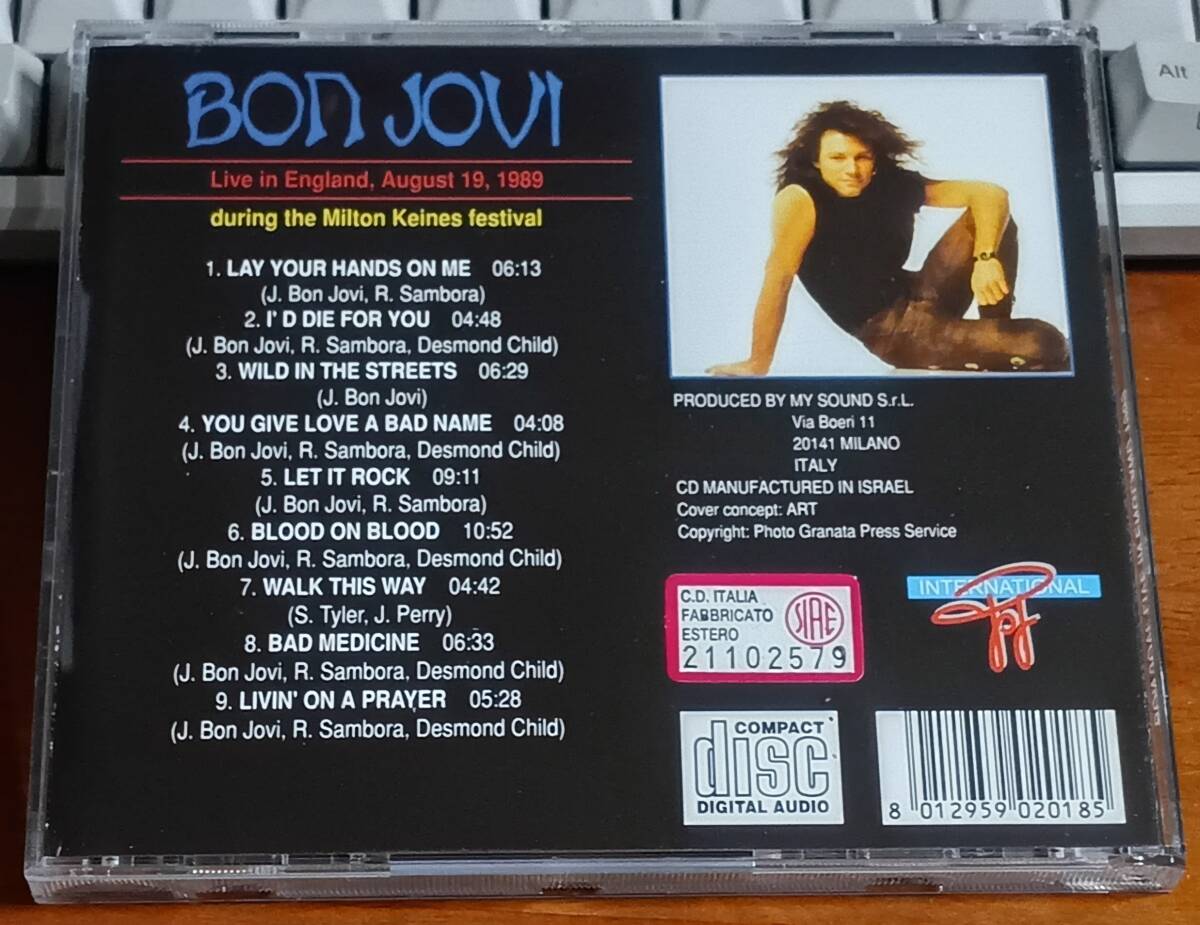 Alt
BON JOVI
Live in England, August 19, 1989
during the Milton Keines festival
1. LAY YOUR HANDS ON ME 06:13
(J. Bon Jovi, R. Sambora)
2. I' D DIE FOR YOU 04:48
(J. Bon Jovi, R. Sambora, Desmond Child)
3. WILD IN THE STREETS 06:29
(J. Bon Jovi)
4. YOU GIVE LOVE A BAD NAME 04:08
(J. Bon Jovi, R. Sambora, Desmond Child)
5. LET IT ROCK 09:11
(J. Bon Jovi, R. Sambora)
6. BLOOD ON BLOOD 10:52
(J. Bon Jovi, R. Sambora, Desmond Child)
7. WALK THIS WAY 04:42
(S. Tyler, J. Perry)
8. BAD MEDICINE 06:33
(J. Bon Jovi, R. Sambora, Desmond Child)
9. LIVIN' ON A PRAYER 05:28
(J. Bon Jovi, R. Sambora, Desmond Child)
PRODUCED BY MY SOUND S.r.L.
Via Boeri 11
20141 MILANO
ITALY
CD MANUFACTURED IN ISRAEL
Cover concept: ART
Copyright: Photo Granata Press Service
C.D. ITALIA
FABBRICATO
ESTERO
SIAE
21102579
INTERNATIONAL
COMPACT
disc
DIGITAL AUDIO
8 012959 020185